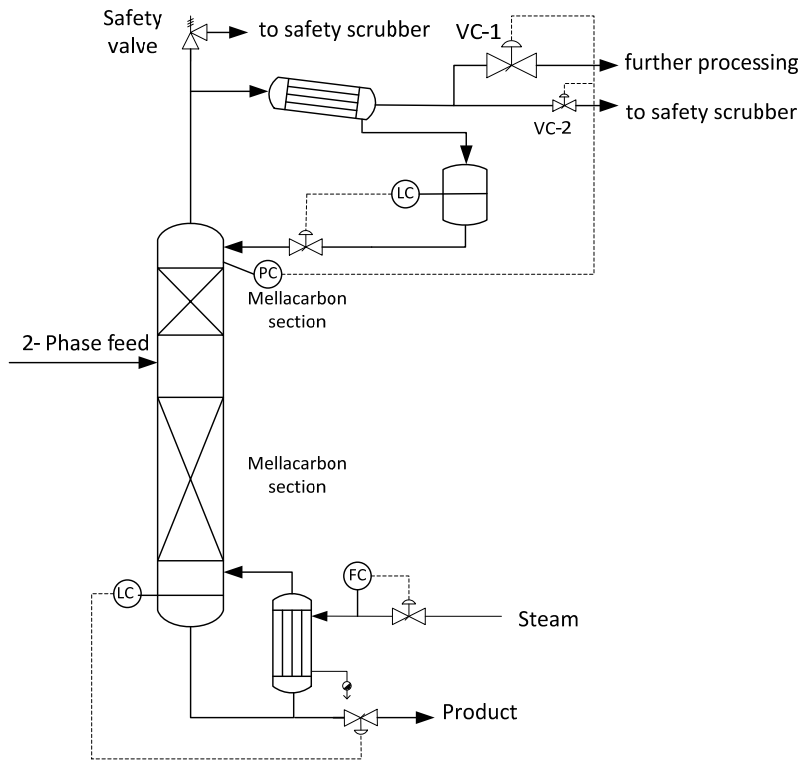 Safety
valve
to safety scrubber
VC-1
further processing
to safety scrubber
VC-2
LC
PC
Mellacarbon
section
2- Phase feed
Mellacarbon
section
FC
LC
Steam
Product